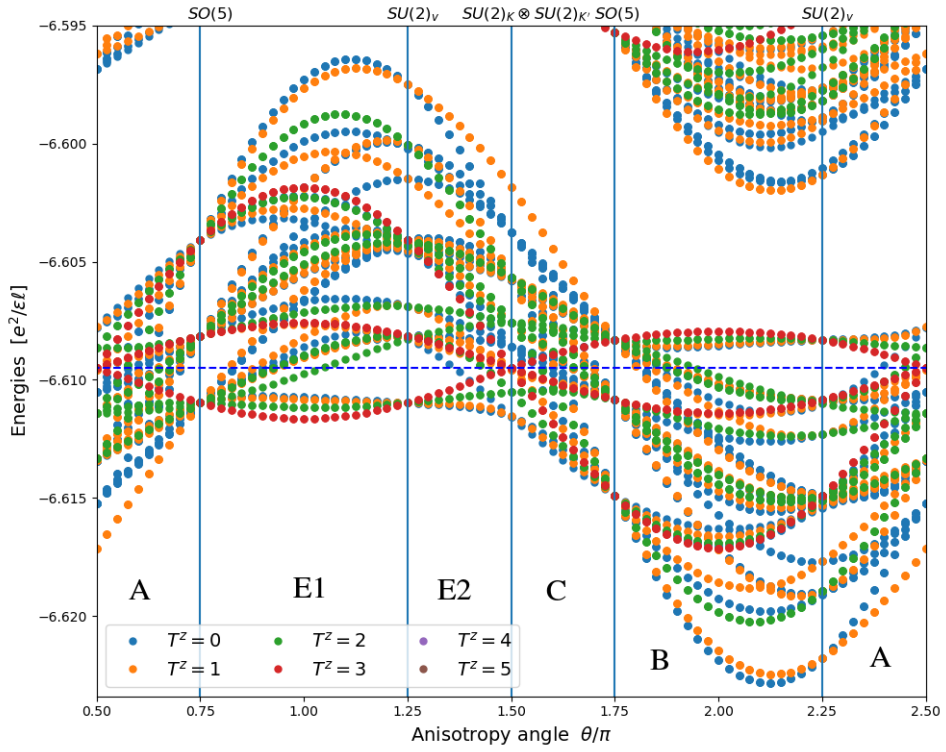 SO(5) SU(2)ᵥ SU(2)_K ⊗ SU(2)_K' SO(5) SU(2)ᵥ
Energies [e²/εℓ]
−6.595
−6.600
−6.605
−6.610
−6.615
−6.620
A E1 E2 C B A
T^z = 0 T^z = 2 T^z = 4
T^z = 1 T^z = 3 T^z = 5
0.50 0.75 1.00 1.25 1.50 1.75 2.00 2.25 2.50
Anisotropy angle θ/π